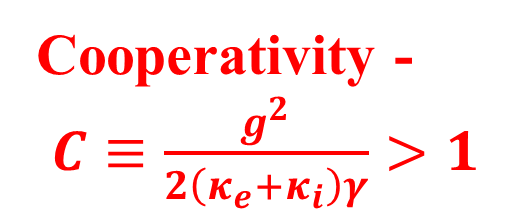 Cooperativity -
C ≡ g²/2(κₑ+κᵢ)γ > 1